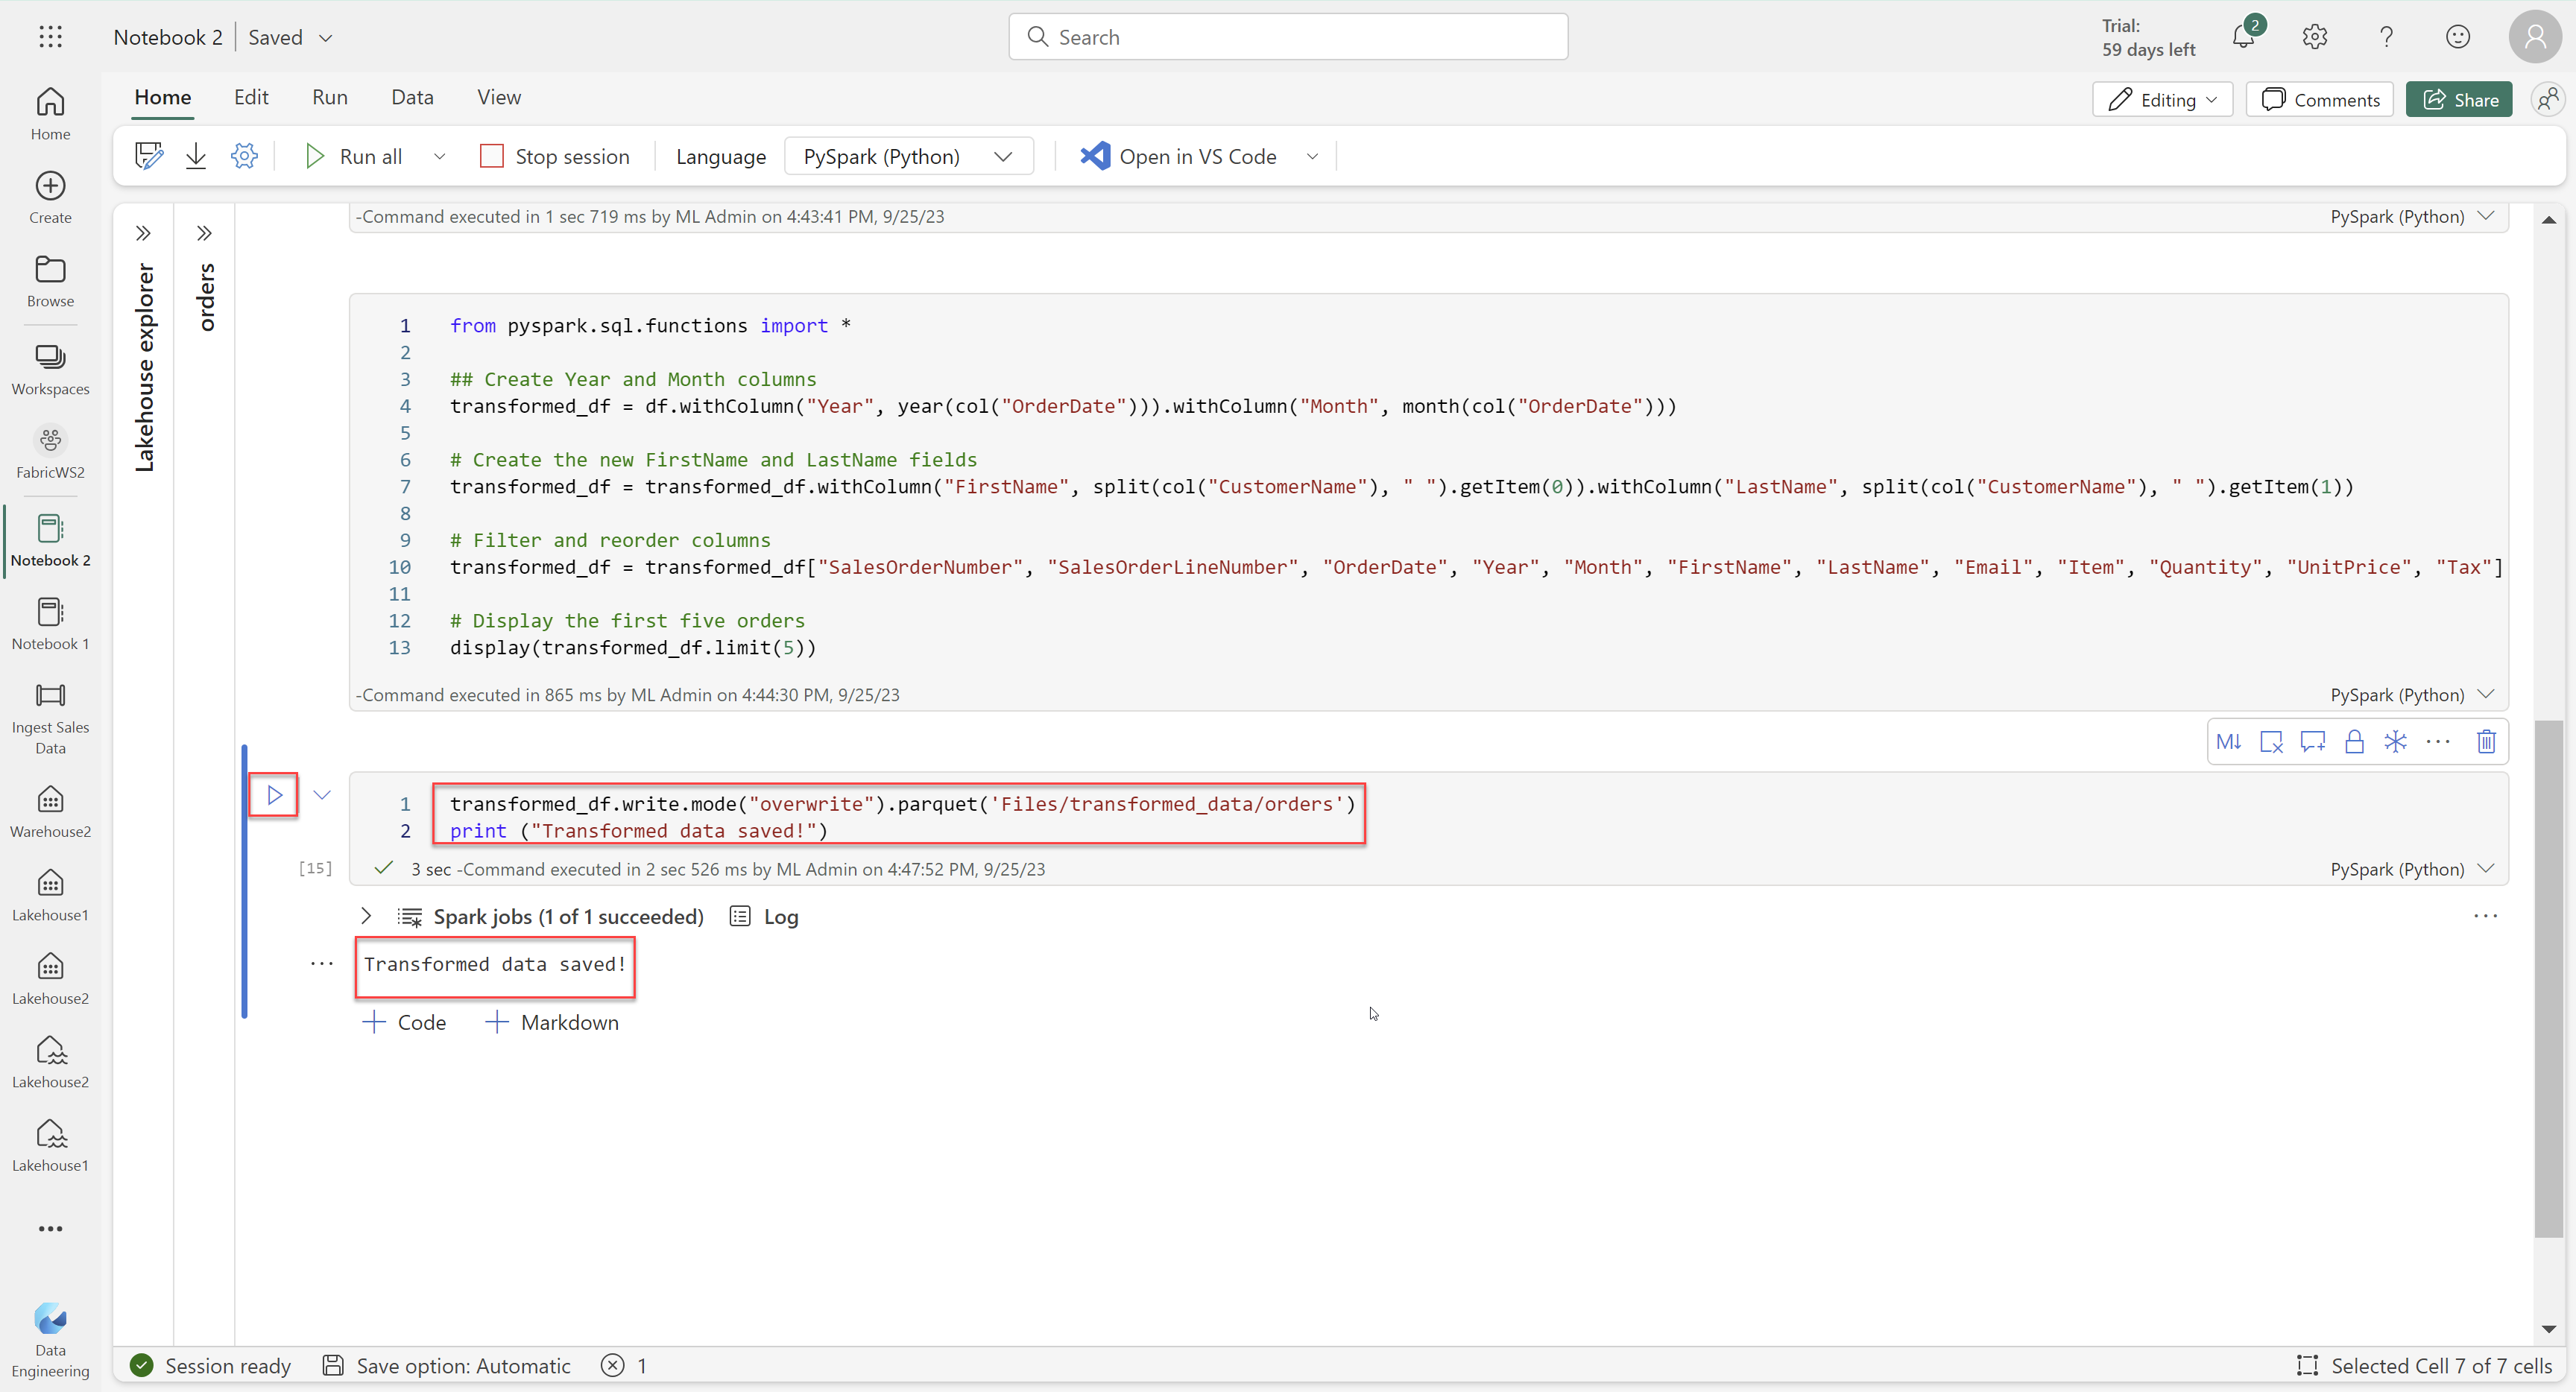 Notebook 2 | Saved
Search
Trial:
59 days left
2
Home Edit Run Data View
Editing Comments Share
Run all Stop session Language PySpark (Python) Open in VS Code
Home
Create
Browse
Workspaces
FabricWS2
Notebook 2
Notebook 1
Ingest Sales
Data
Warehouse2
Lakehouse1
Lakehouse2
Lakehouse2
Lakehouse1
Data
Engineering
Lakehouse explorer
orders
-Command executed in 1 sec 719 ms by ML Admin on 4:43:41 PM, 9/25/23 PySpark (Python)
1 from pyspark.sql.functions import *
2
3 ## Create Year and Month columns
4 transformed_df = df.withColumn("Year", year(col("OrderDate"))).withColumn("Month", month(col("OrderDate")))
5
6 # Create the new FirstName and LastName fields
7 transformed_df = transformed_df.withColumn("FirstName", split(col("CustomerName"), " ").getItem(0)).withColumn("LastName", split(col("CustomerName"), " ").getItem(1))
8
9 # Filter and reorder columns
10 transformed_df = transformed_df["SalesOrderNumber", "SalesOrderLineNumber", "OrderDate", "Year", "Month", "FirstName", "LastName", "Email", "Item", "Quantity", "UnitPrice", "Tax"]
11
12 # Display the first five orders
13 display(transformed_df.limit(5))
-Command executed in 865 ms by ML Admin on 4:44:30 PM, 9/25/23 PySpark (Python)
M↓
1 transformed_df.write.mode("overwrite").parquet('Files/transformed_data/orders')
2 print ("Transformed data saved!")
[15] 3 sec -Command executed in 2 sec 526 ms by ML Admin on 4:47:52 PM, 9/25/23 PySpark (Python)
Spark jobs (1 of 1 succeeded) Log
Transformed data saved!
+ Code + Markdown
Session ready Save option: Automatic 1 Selected Cell 7 of 7 cells